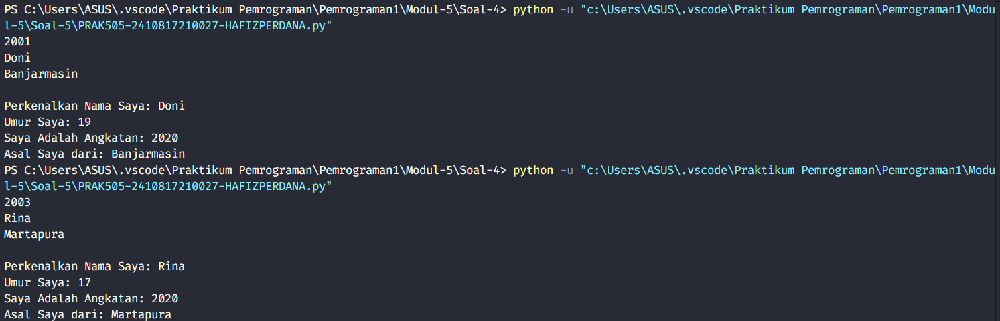 PS C:\Users\ASUS\.vscode\Praktikum Pemrograman\Pemrograman1\Modul-5\Soal-4> python -u "c:\Users\ASUS\.vscode\Praktikum Pemrograman\Pemrograman1\Modu
l-5\Soal-5\PRAK505-2410817210027-HAFIZPERDANA.py"
2001
Doni
Banjarmasin
Perkenalkan Nama Saya: Doni
Umur Saya: 19
Saya Adalah Angkatan: 2020
Asal Saya dari: Banjarmasin
PS C:\Users\ASUS\.vscode\Praktikum Pemrograman\Pemrograman1\Modul-5\Soal-4> python -u "c:\Users\ASUS\.vscode\Praktikum Pemrograman\Pemrograman1\Modu
l-5\Soal-5\PRAK505-2410817210027-HAFIZPERDANA.py"
2003
Rina
Martapura
Perkenalkan Nama Saya: Rina
Umur Saya: 17
Saya Adalah Angkatan: 2020
Asal Saya dari: Martapura